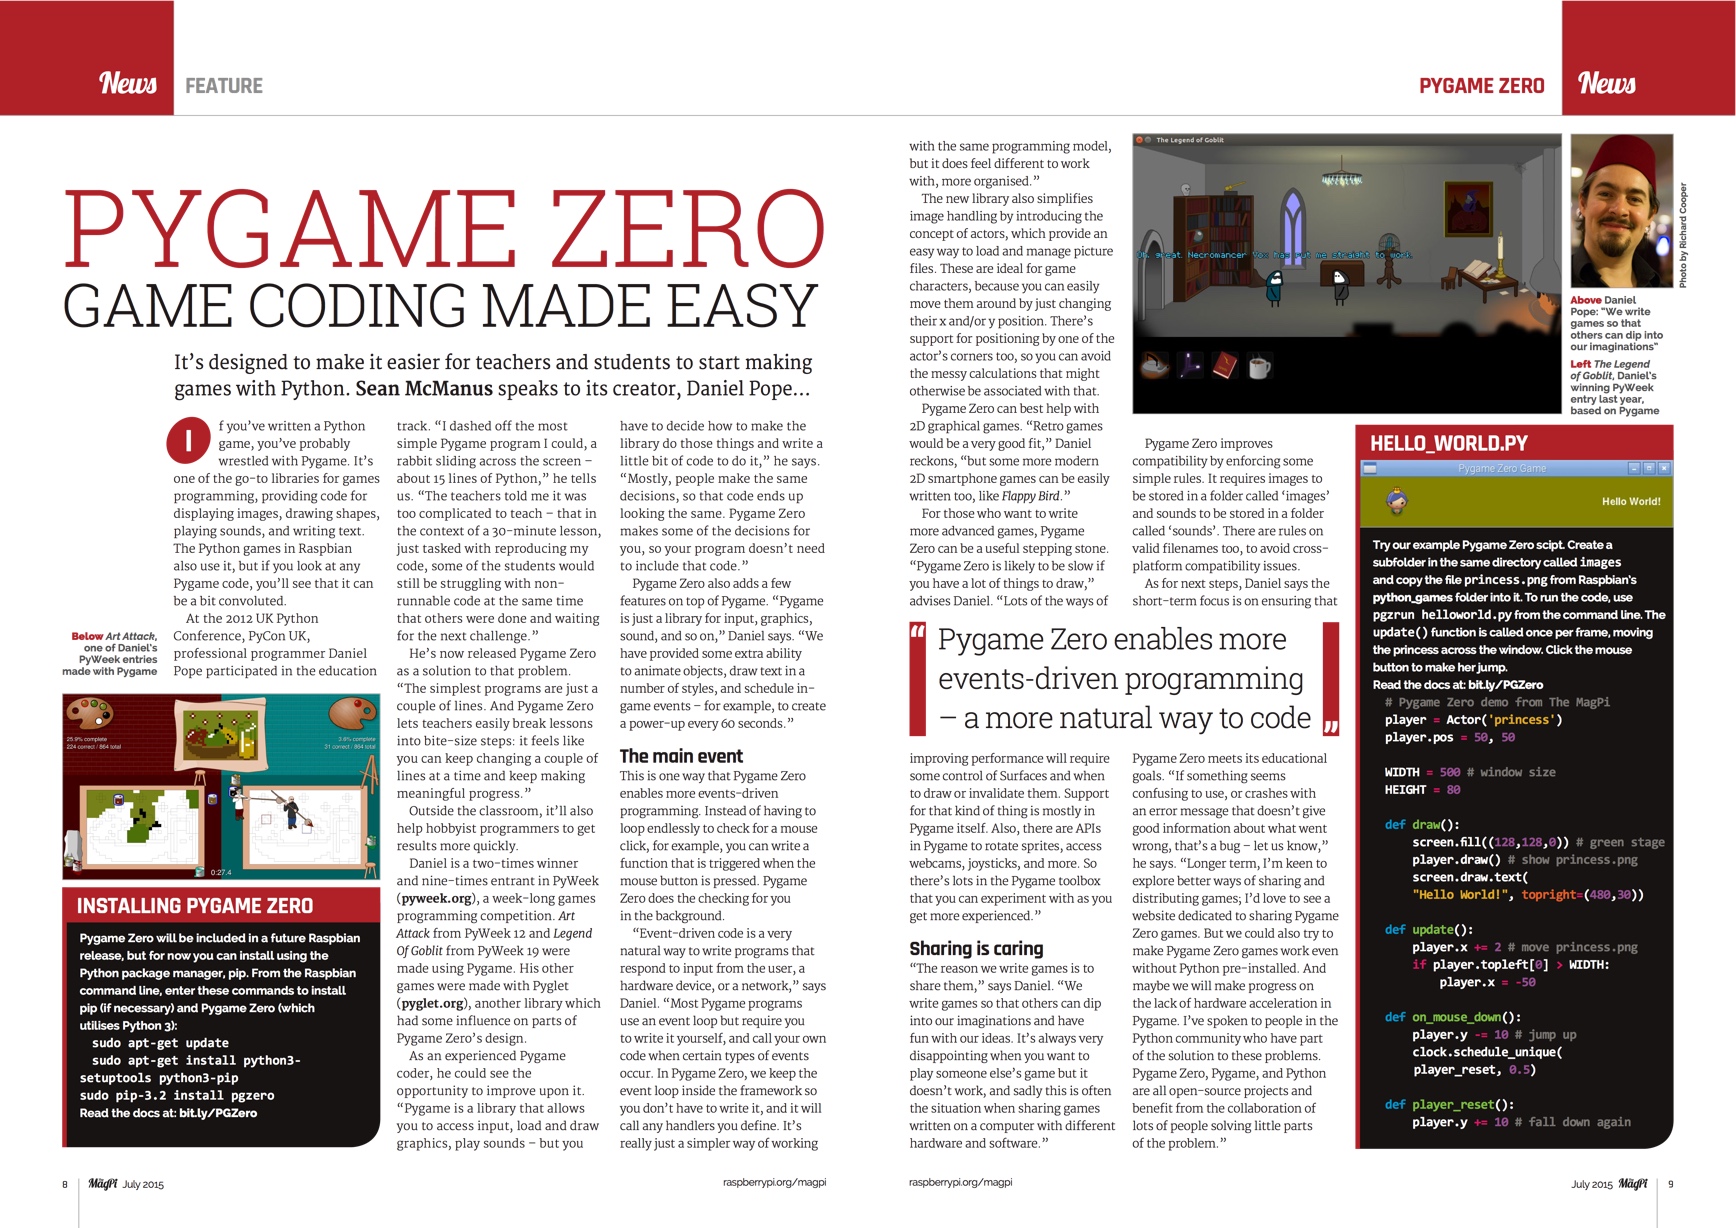 News
FEATURE
PYGAME ZERO
News
PYGAME ZERO
GAME CODING MADE EASY
It’s designed to make it easier for teachers and students to start making
games with Python. Sean McManus speaks to its creator, Daniel Pope...
If you’ve written a Python
game, you’ve probably
wrestled with Pygame. It’s
one of the go-to libraries for games
programming, providing code for
displaying images, drawing shapes,
playing sounds, and writing text.
The Python games in Raspbian
also use it, but if you look at any
Pygame code, you’ll see that it can
be a bit convoluted.
At the 2012 UK Python
Conference, PyCon UK,
professional programmer Daniel
Pope participated in the education
Below Art Attack,
one of Daniel’s
PyWeek entries
made with Pygame
25.9% complete
224 correct / 864 total
3.6% complete
31 correct / 864 total
0:27.4
INSTALLING PYGAME ZERO
Pygame Zero will be included in a future Raspbian
release, but for now you can install using the
Python package manager, pip. From the Raspbian
command line, enter these commands to install
pip (if necessary) and Pygame Zero (which
utilises Python 3):
sudo apt-get update
sudo apt-get install python3-
setuptools python3-pip
sudo pip-3.2 install pgzero
Read the docs at: bit.ly/PGZero
track. “I dashed off the most
simple Pygame program I could, a
rabbit sliding across the screen –
about 15 lines of Python,” he tells
us. “The teachers told me it was
too complicated to teach – that in
the context of a 30-minute lesson,
just tasked with reproducing my
code, some of the students would
still be struggling with non-
runnable code at the same time
that others were done and waiting
for the next challenge.”
He’s now released Pygame Zero
as a solution to that problem.
“The simplest programs are just a
couple of lines. And Pygame Zero
lets teachers easily break lessons
into bite-size steps: it feels like
you can keep changing a couple of
lines at a time and keep making
meaningful progress.”
Outside the classroom, it’ll also
help hobbyist programmers to get
results more quickly.
Daniel is a two-times winner
and nine-times entrant in PyWeek
(pyweek.org), a week-long games
programming competition. Art
Attack from PyWeek 12 and Legend
Of Goblit from PyWeek 19 were
made using Pygame. His other
games were made with Pyglet
(pyglet.org), another library which
had some influence on parts of
Pygame Zero’s design.
As an experienced Pygame
coder, he could see the
opportunity to improve upon it.
“Pygame is a library that allows
you to access input, load and draw
graphics, play sounds – but you
have to decide how to make the
library do those things and write a
little bit of code to do it,” he says.
“Mostly, people make the same
decisions, so that code ends up
looking the same. Pygame Zero
makes some of the decisions for
you, so your program doesn’t need
to include that code.”
Pygame Zero also adds a few
features on top of Pygame. “Pygame
is just a library for input, graphics,
sound, and so on,” Daniel says. “We
have provided some extra ability
to animate objects, draw text in a
number of styles, and schedule in-
game events – for example, to create
a power-up every 60 seconds.”
The main event
This is one way that Pygame Zero
enables more events-driven
programming. Instead of having to
loop endlessly to check for a mouse
click, for example, you can write a
function that is triggered when the
mouse button is pressed. Pygame
Zero does the checking for you
in the background.
“Event-driven code is a very
natural way to write programs that
respond to input from the user, a
hardware device, or a network,” says
Daniel. “Most Pygame programs
use an event loop but require you
to write it yourself, and call your own
code when certain types of events
occur. In Pygame Zero, we keep the
event loop inside the framework so
you don’t have to write it, and it will
call any handlers you define. It’s
really just a simpler way of working
8
MagPi July 2015
raspberrypi.org/magpi
with the same programming model,
but it does feel different to work
with, more organised.”
The new library also simplifies
image handling by introducing the
concept of actors, which provide an
easy way to load and manage picture
files. These are ideal for game
characters, because you can easily
move them around by just changing
their x and/or y position. There’s
support for positioning by one of the
actor’s corners too, so you can avoid
the messy calculations that might
otherwise be associated with that.
Pygame Zero can best help with
2D graphical games. “Retro games
would be a very good fit,” Daniel
reckons, “but some more modern
2D smartphone games can be easily
written too, like Flappy Bird.”
For those who want to write
more advanced games, Pygame
Zero can be a useful stepping stone.
“Pygame Zero is likely to be slow if
you have a lot of things to draw,”
advises Daniel. “Lots of the ways of
“Pygame Zero enables more
events-driven programming
– a more natural way to code”
improving performance will require
some control of Surfaces and when
to draw or invalidate them. Support
for that kind of thing is mostly in
Pygame itself. Also, there are APIs
in Pygame to rotate sprites, access
webcams, joysticks, and more. So
there’s lots in the Pygame toolbox
that you can experiment with as you
get more experienced.”
Sharing is caring
“The reason we write games is to
share them,” says Daniel. “We
write games so that others can dip
into our imaginations and have
fun with our ideas. It’s always very
disappointing when you want to
play someone else’s game but it
doesn’t work, and sadly this is often
the situation when sharing games
written on a computer with different
hardware and software.”
The Legend of Goblit
Oh, great. Necromancer Vox has put me straight to work.
Photo by Richard Cooper
Above Daniel
Pope: “We write
games so that
others can dip into
our imaginations”
Left The Legend
of Goblit, Daniel’s
winning PyWeek
entry last year,
based on Pygame
Pygame Zero improves
compatibility by enforcing some
simple rules. It requires images to
be stored in a folder called ‘images’
and sounds to be stored in a folder
called ‘sounds’. There are rules on
valid filenames too, to avoid cross-
platform compatibility issues.
As for next steps, Daniel says the
short-term focus is on ensuring that
Pygame Zero meets its educational
goals. “If something seems
confusing to use, or crashes with
an error message that doesn’t give
good information about what went
wrong, that’s a bug – let us know,”
he says. “Longer term, I’m keen to
explore better ways of sharing and
distributing games; I’d love to see a
website dedicated to sharing Pygame
Zero games. But we could also try to
make Pygame Zero games work even
without Python pre-installed. And
maybe we will make progress on
the lack of hardware acceleration in
Pygame. I’ve spoken to people in the
Python community who have part
of the solution to these problems.
Pygame Zero, Pygame, and Python
are all open-source projects and
benefit from the collaboration of
lots of people solving little parts
of the problem.”
HELLO_WORLD.PY
Pygame Zero Game
Hello World!
Try our example Pygame Zero scipt. Create a
subfolder in the same directory called images
and copy the file princess.png from Raspbian’s
python_games folder into it. To run the code, use
pgzrun helloworld.py from the command line. The
update() function is called once per frame, moving
the princess across the window. Click the mouse
button to make her jump.
Read the docs at: bit.ly/PGZero
# Pygame Zero demo from The MagPi
player = Actor('princess')
player.pos = 50, 50
WIDTH = 500 # window size
HEIGHT = 80
def draw():
screen.fill((128,128,0)) # green stage
player.draw() # show princess.png
screen.draw.text(
"Hello World!", topright=(480,30))
def update():
player.x += 2 # move princess.png
if player.topleft[0] > WIDTH:
player.x = -50
def on_mouse_down():
player.y -= 10 # jump up
clock.schedule_unique(
player_reset, 0.5)
def player_reset():
player.y += 10 # fall down again
raspberrypi.org/magpi
July 2015 MagPi
9